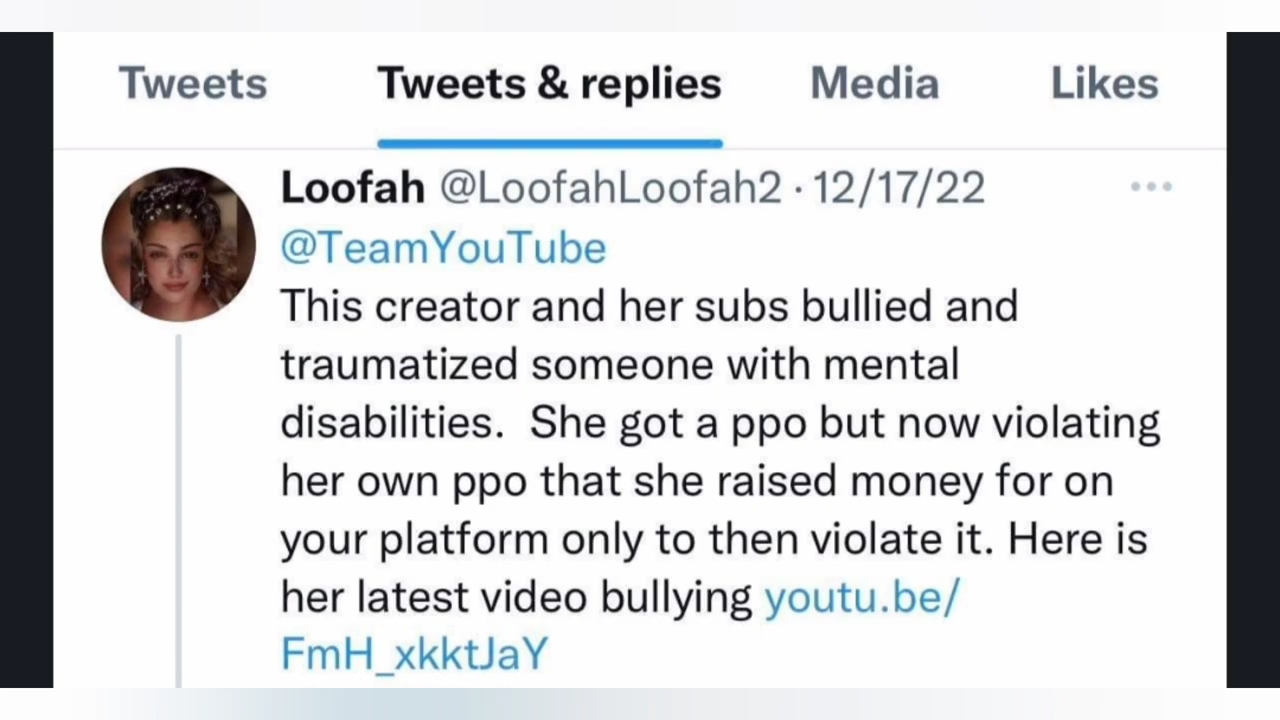 Tweets Tweets & replies Media Likes
Loofah @LoofahLoofah2 · 12/17/22
@TeamYouTube
This creator and her subs bullied and
traumatized someone with mental
disabilities.  She got a ppo but now violating
her own ppo that she raised money for on
your platform only to then violate it. Here is
her latest video bullying youtu.be/
FmH_xkktJaY